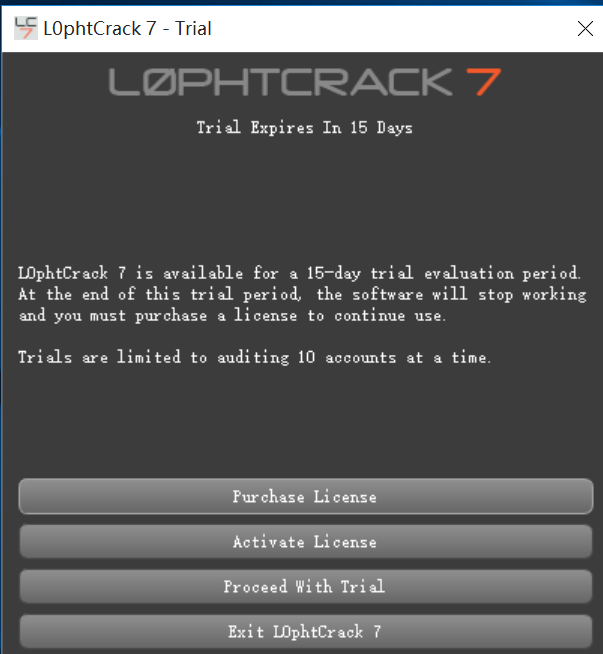 LC
7
L0phtCrack 7 - Trial
LØPHTCRACK 7
Trial Expires In 15 Days
L0phtCrack 7 is available for a 15-day trial evaluation period.
At the end of this trial period, the software will stop working
and you must purchase a license to continue use.
Trials are limited to auditing 10 accounts at a time.
Purchase License
Activate License
Proceed With Trial
Exit L0phtCrack 7